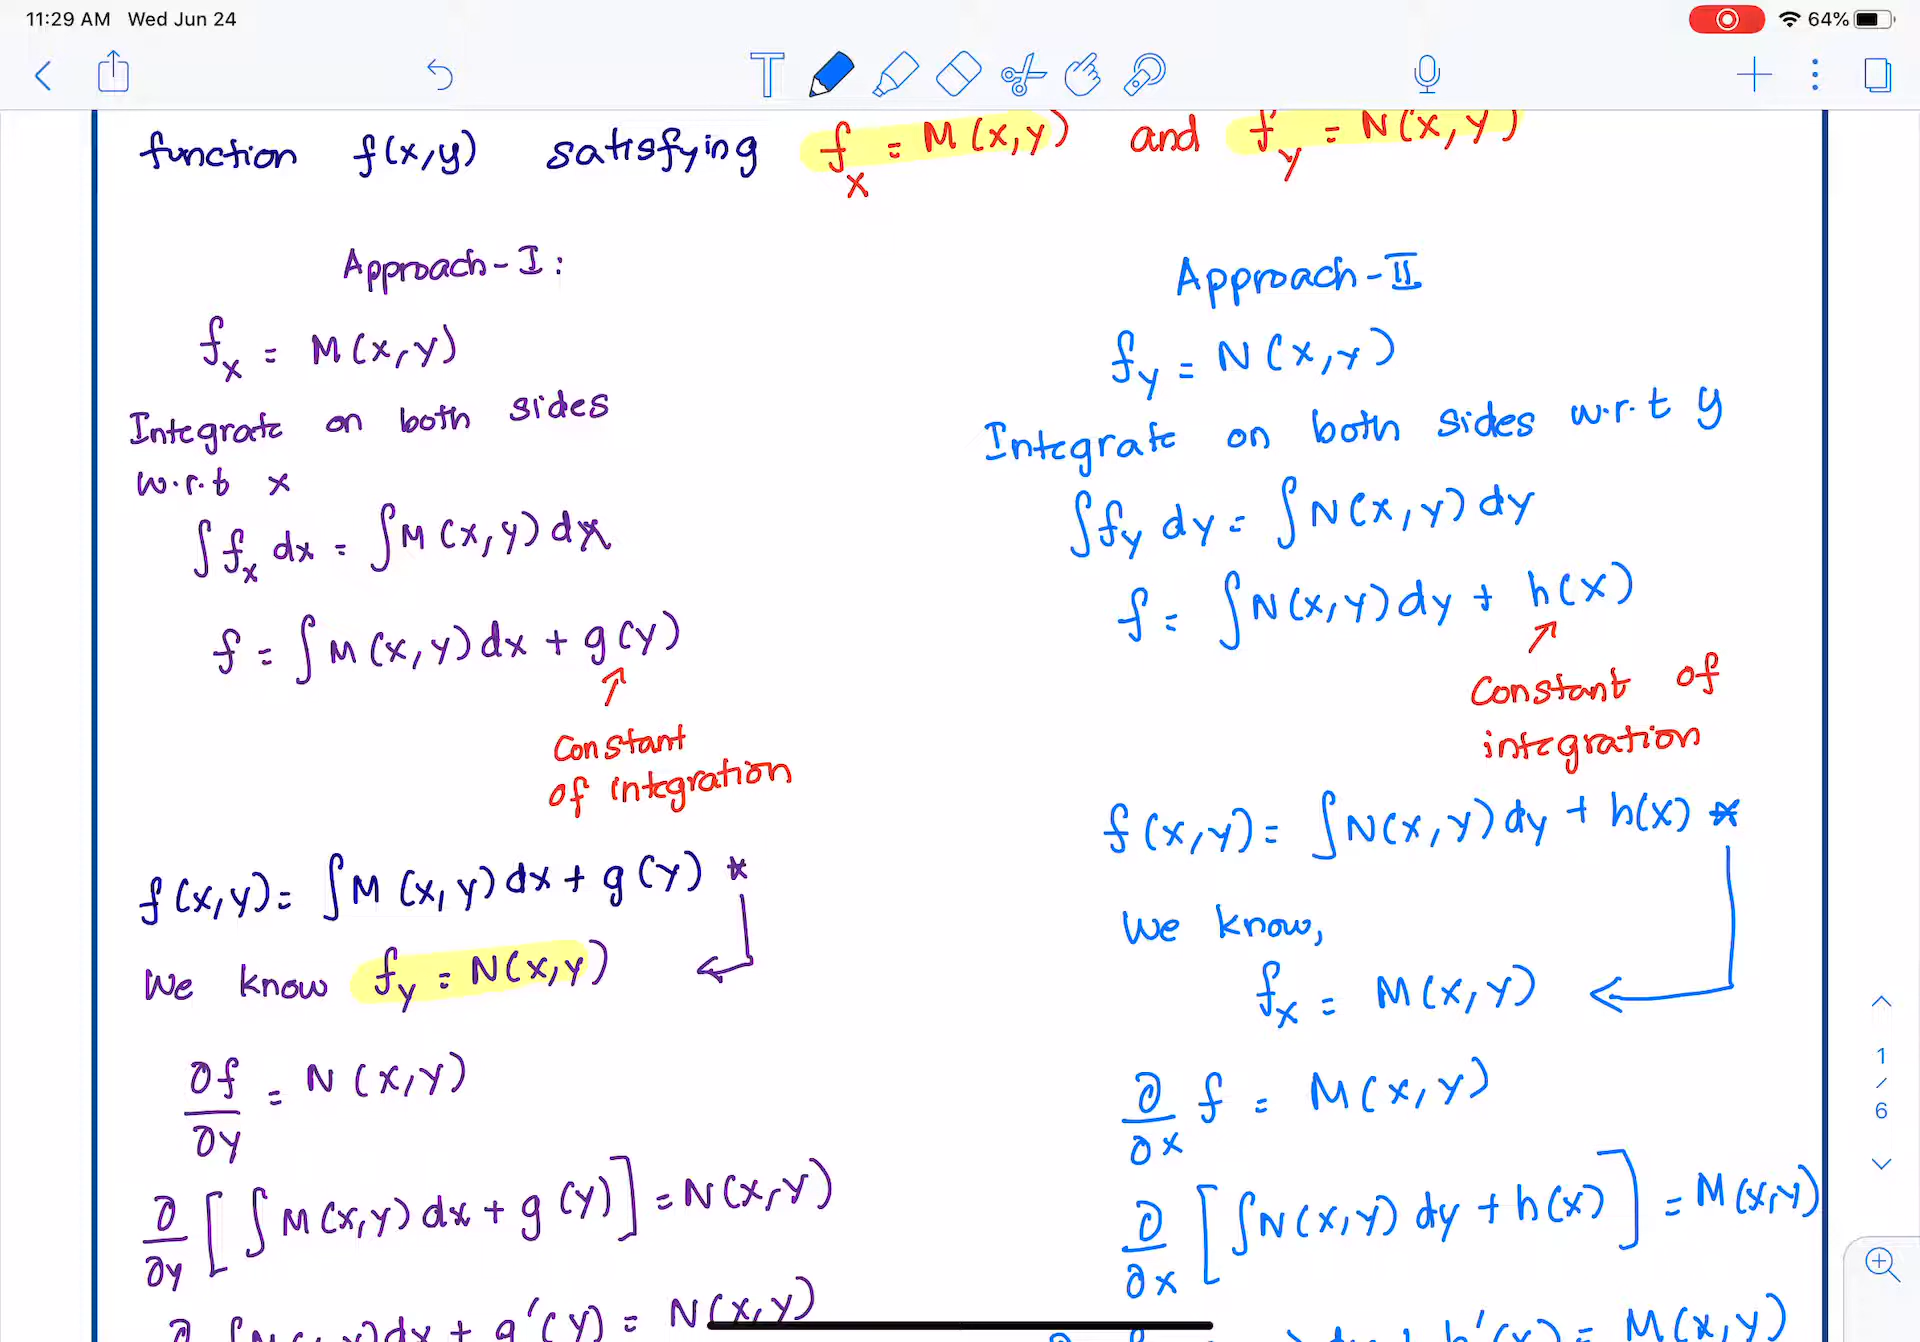 11:29 AM Wed Jun 24
64%
function f(x,y) satisfying f_x = M(x,y) and f_y = N(x,y)
Approach-I:
f_x = M(x,y)
Integrate on both sides
w.r.t x
∫f_x dx = ∫M(x,y) dx
f = ∫M(x,y)dx + g(y)
↑
Constant
of integration
f(x,y) = ∫M(x,y)dx + g(y) *
We know f_y = N(x,y)
∂f/∂y = N(x,y)
∂/∂y [∫M(x,y)dx + g(y)] = N(x,y)
g'(y) = N(x,y)
Approach-II
f_y = N(x,y)
Integrate on both sides w.r.t y
∫f_y dy = ∫N(x,y) dy
f = ∫N(x,y)dy + h(x)
↑
Constant of
integration
f(x,y) = ∫N(x,y)dy + h(x) *
We know,
f_x = M(x,y)
∂/∂x f = M(x,y)
∂/∂x [∫N(x,y) dy + h(x)] = M(x,y)
h'(x) = M(x,y)
1
/
6